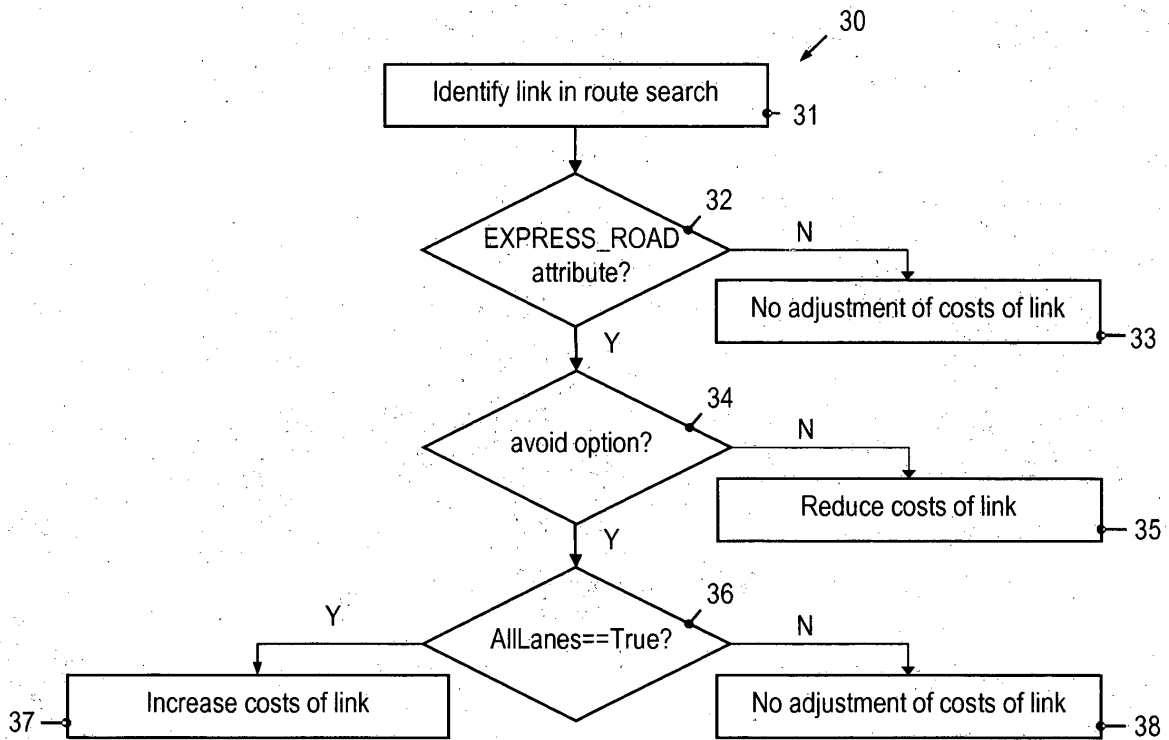 30
Identify link in route search
31
32
EXPRESS_ROAD
attribute?
N
No adjustment of costs of link
33
Y
34
avoid option?
N
Reduce costs of link
35
Y
36
AllLanes==True?
Y
N
Increase costs of link
37
No adjustment of costs of link
38